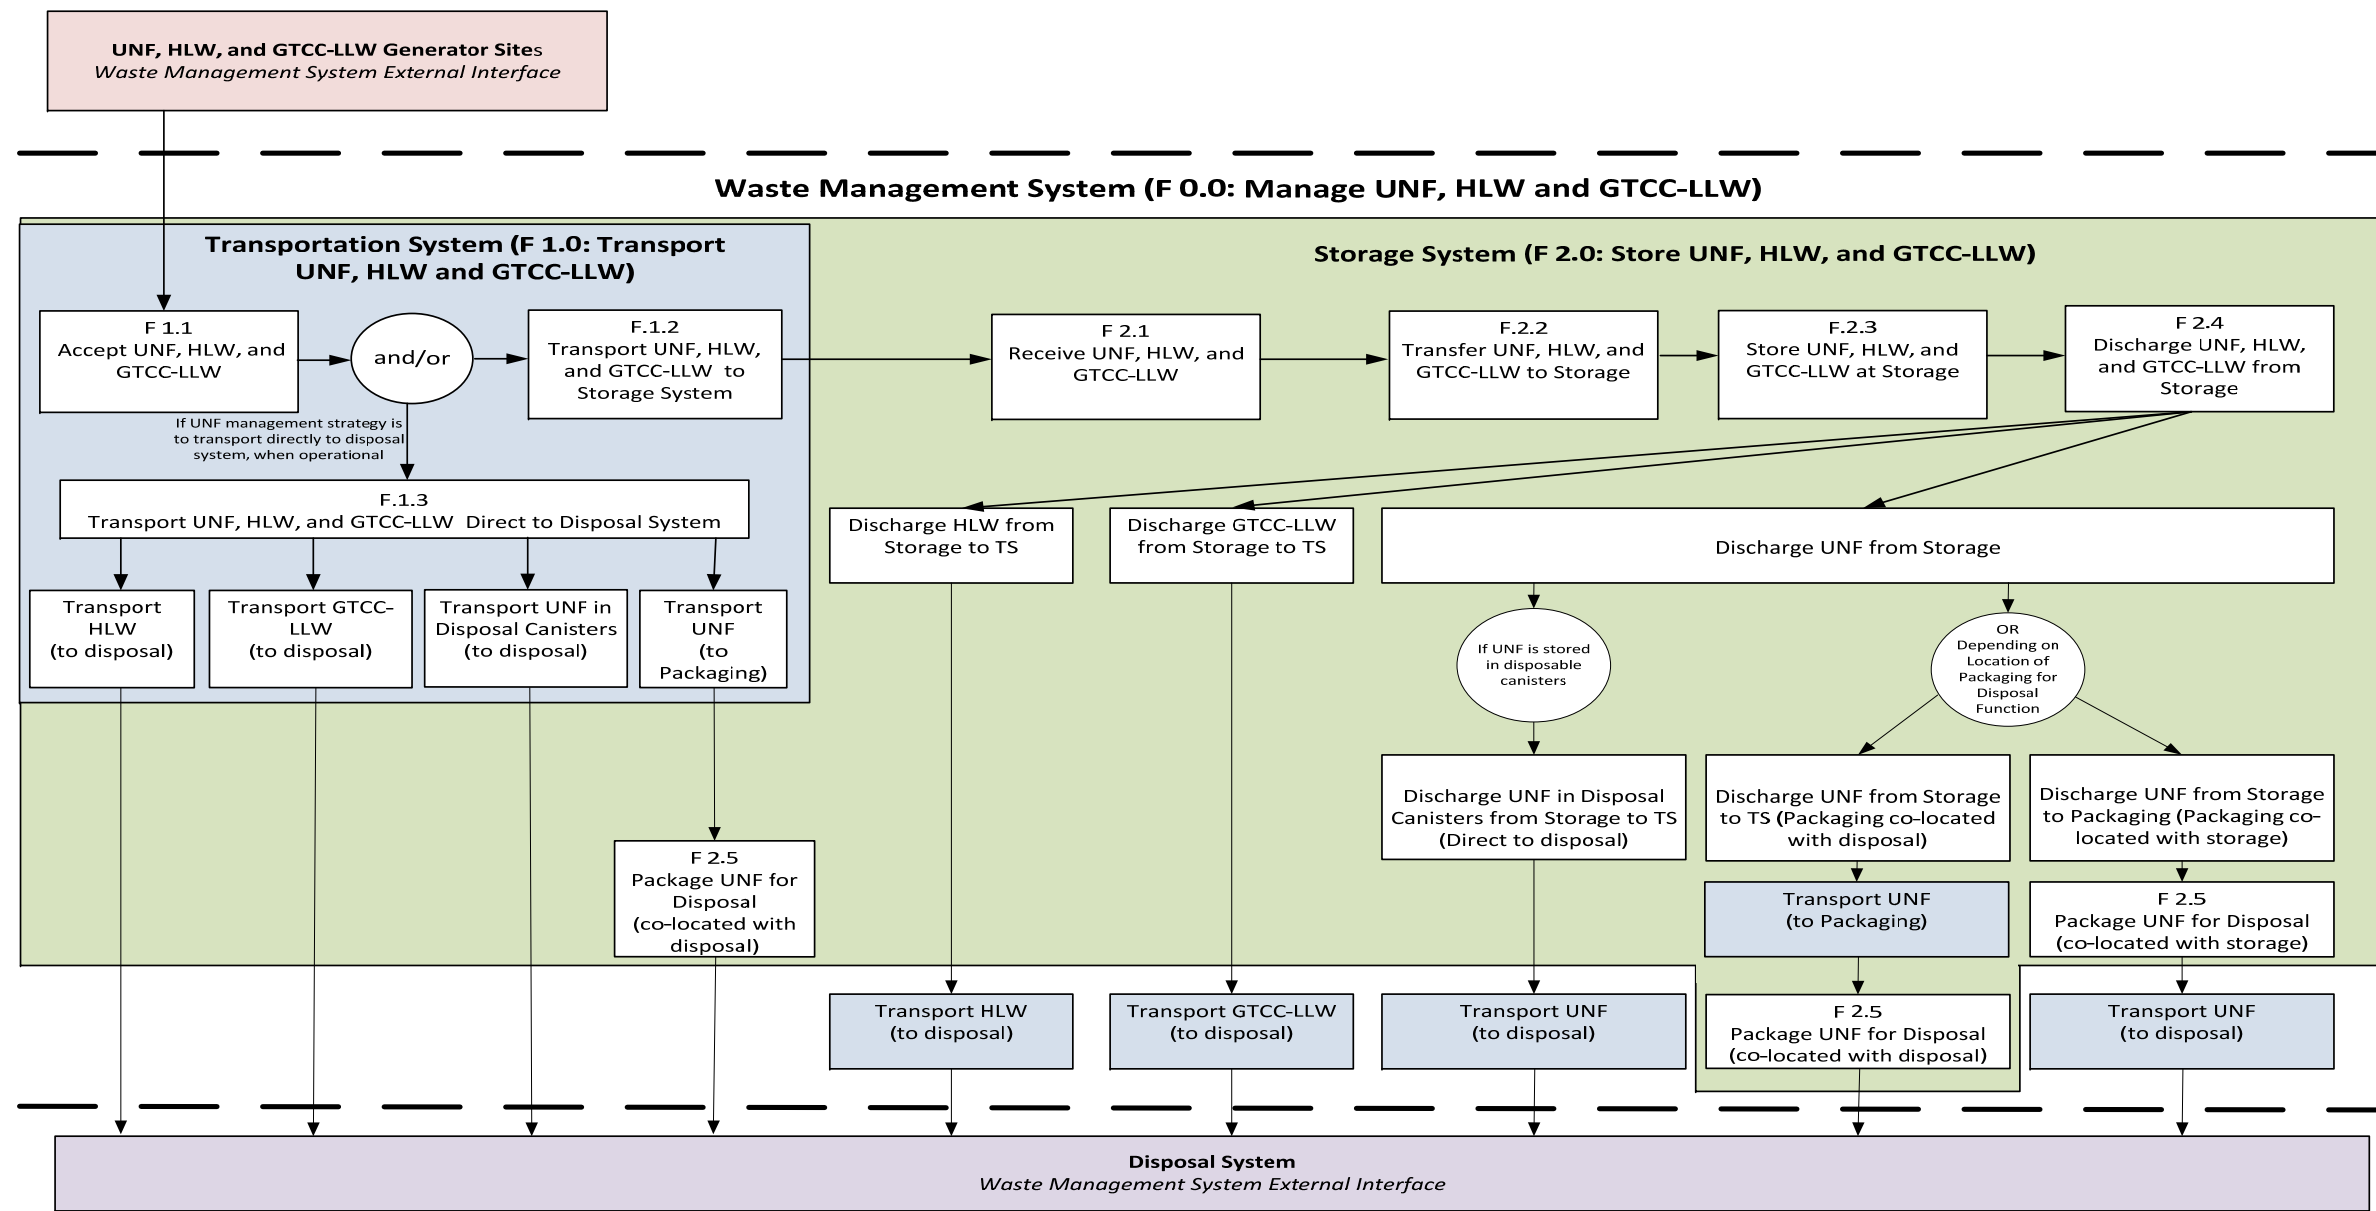 UNF, HLW, and GTCC-LLW Generator Sites
Waste Management System External Interface
Waste Management System (F 0.0: Manage UNF, HLW and GTCC-LLW)
Transportation System (F 1.0: Transport
UNF, HLW and GTCC-LLW)
Storage System (F 2.0: Store UNF, HLW, and GTCC-LLW)
F 1.1
Accept UNF, HLW, and
GTCC-LLW
and/or
F.1.2
Transport UNF, HLW,
and GTCC-LLW to
Storage System
F 2.1
Receive UNF, HLW, and
GTCC-LLW
F.2.2
Transfer UNF, HLW, and
GTCC-LLW to Storage
F.2.3
Store UNF, HLW, and
GTCC-LLW at Storage
F 2.4
Discharge UNF, HLW,
and GTCC-LLW from
Storage
If UNF management strategy is
to transport directly to disposal
system, when operational
F.1.3
Transport UNF, HLW, and GTCC-LLW Direct to Disposal System
Discharge HLW from
Storage to TS
Discharge GTCC-LLW
from Storage to TS
Discharge UNF from Storage
Transport
HLW
(to disposal)
Transport GTCC-
LLW
(to disposal)
Transport UNF in
Disposal Canisters
(to disposal)
Transport
UNF
(to
Packaging)
If UNF is stored
in disposable
canisters
OR
Depending on
Location of
Packaging for
Disposal
Function
Discharge UNF in Disposal
Canisters from Storage to TS
(Direct to disposal)
Discharge UNF from Storage
to TS (Packaging co-located
with disposal)
Discharge UNF from Storage
to Packaging (Packaging co-
located with storage)
F 2.5
Package UNF for
Disposal
(co-located with
disposal)
Transport UNF
(to Packaging)
F 2.5
Package UNF for Disposal
(co-located with storage)
Transport HLW
(to disposal)
Transport GTCC-LLW
(to disposal)
Transport UNF
(to disposal)
F 2.5
Package UNF for Disposal
(co-located with disposal)
Transport UNF
(to disposal)
Disposal System
Waste Management System External Interface